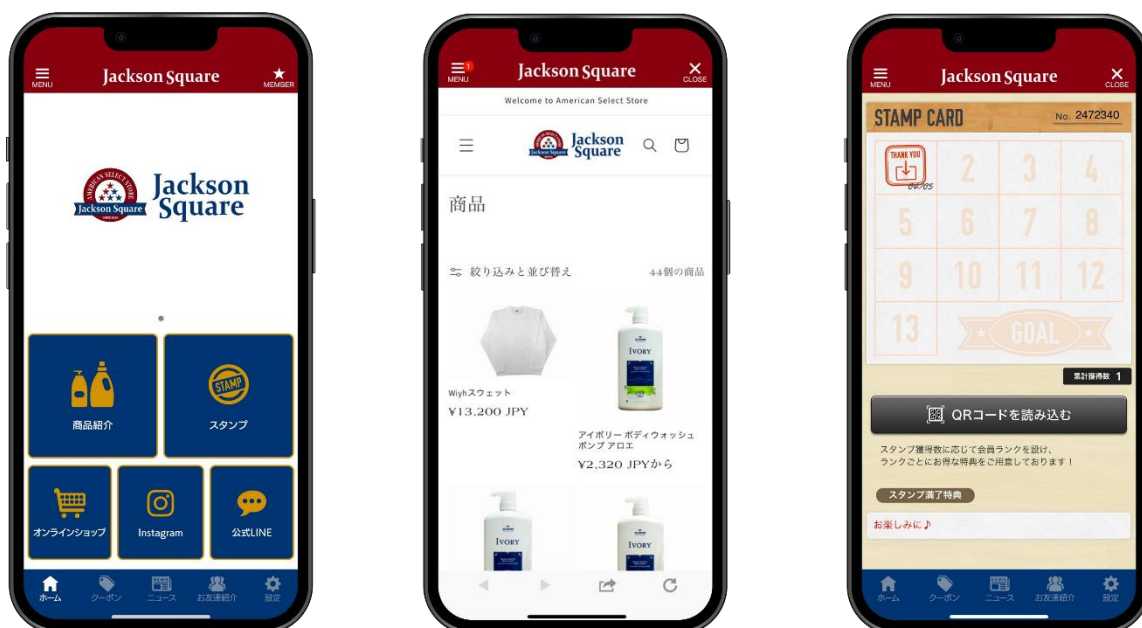 MENU
Jackson Square
MEMBER
AMERICAN SELECT STORE
Jackson Square
Jackson
Square
商品紹介
STAMP
スタンプ
オンラインショップ
Instagram
公式LINE
ホーム
クーポン
ニュース
お友達紹介
設定
1
MENU
Jackson Square
CLOSE
Welcome to American Select Store
Jackson Square
Jackson
Square
商品
絞り込みと並び替え
44個の商品
Wiyhスウェット
¥13,200 JPY
IVORY
アイボリー ボディウォッシュ
ポンプ アロエ
¥2,320 JPYから
IVORY
IVORY
MENU
Jackson Square
CLOSE
STAMP CARD
No. 2472340
THANK YOU
04/05
2
3
4
5
6
7
8
9
10
11
12
13
GOAL
累計獲得数 1
QRコードを読み込む
スタンプ獲得数に応じて会員ランクを設け、
ランクごとにお得な特典をご用意しております！
スタンプ満了特典
お楽しみに♪
ホーム
クーポン
ニュース
お友達紹介
設定